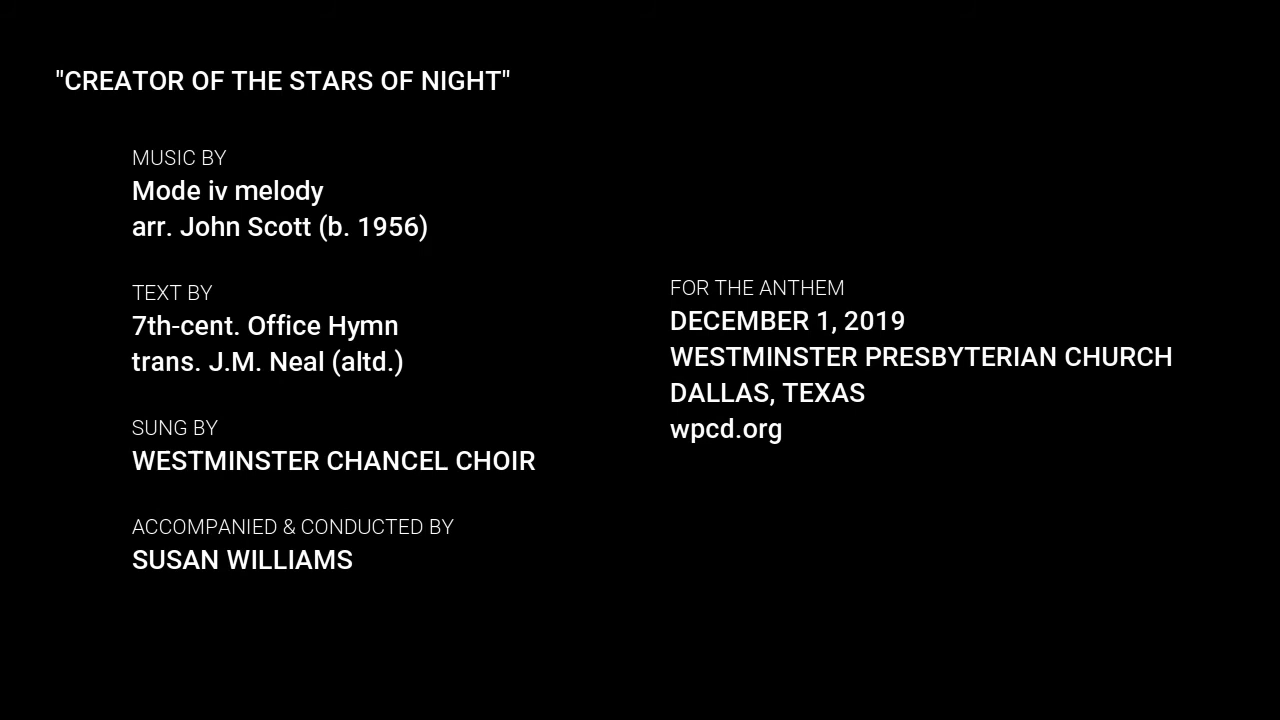 "CREATOR OF THE STARS OF NIGHT"
MUSIC BY
Mode iv melody
arr. John Scott (b. 1956)
TEXT BY
7th-cent. Office Hymn
trans. J.M. Neal (altd.)
SUNG BY
WESTMINSTER CHANCEL CHOIR
ACCOMPANIED & CONDUCTED BY
SUSAN WILLIAMS
FOR THE ANTHEM
DECEMBER 1, 2019
WESTMINSTER PRESBYTERIAN CHURCH
DALLAS, TEXAS
wpcd.org